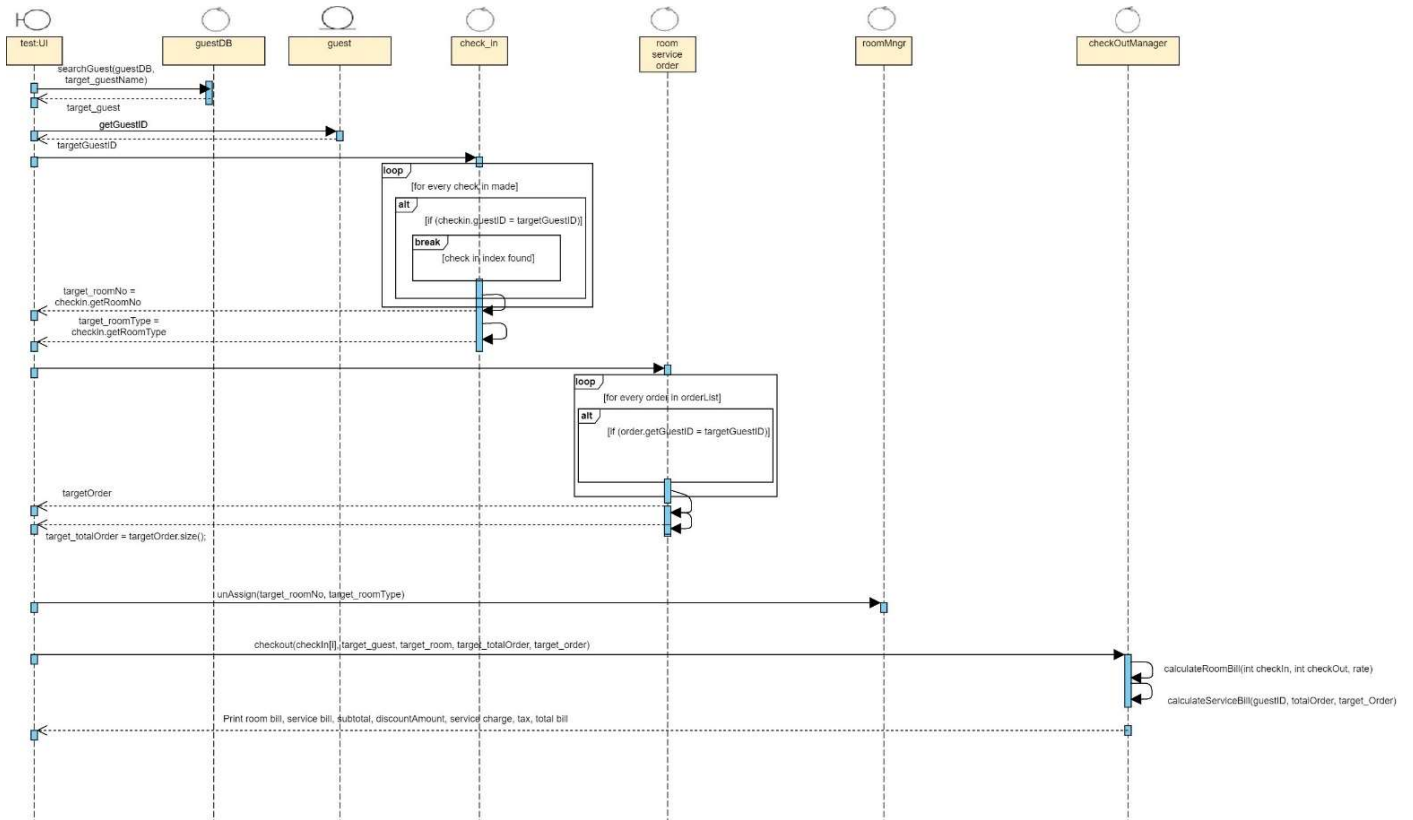 test:UI
guestDB
guest
check_in
room
service
order
roomMngr
checkOutManager
searchGuest(guestDB,
target_guestName)
target_guest
getGuestID
targetGuestID
loop
[for every check in made]
alt
[if (checkin.guestID = targetGuestID)]
break
[check in index found]
target_roomNo =
checkin.getRoomNo
target_roomType =
checkIn.getRoomType
loop
[for every order in orderList]
alt
[if (order.getGuestID = targetGuestID)]
targetOrder
target_totalOrder = targetOrder.size();
unAssign(target_roomNo, target_roomType)
checkout(checkIn[i], target_guest, target_room, target_totalOrder, target_order)
calculateRoomBill(int checkIn, int checkOut, rate)
calculateServiceBill(guestID, totalOrder, target_Order)
Print room bill, service bill, subtotal, discountAmount, service charge, tax, total bill